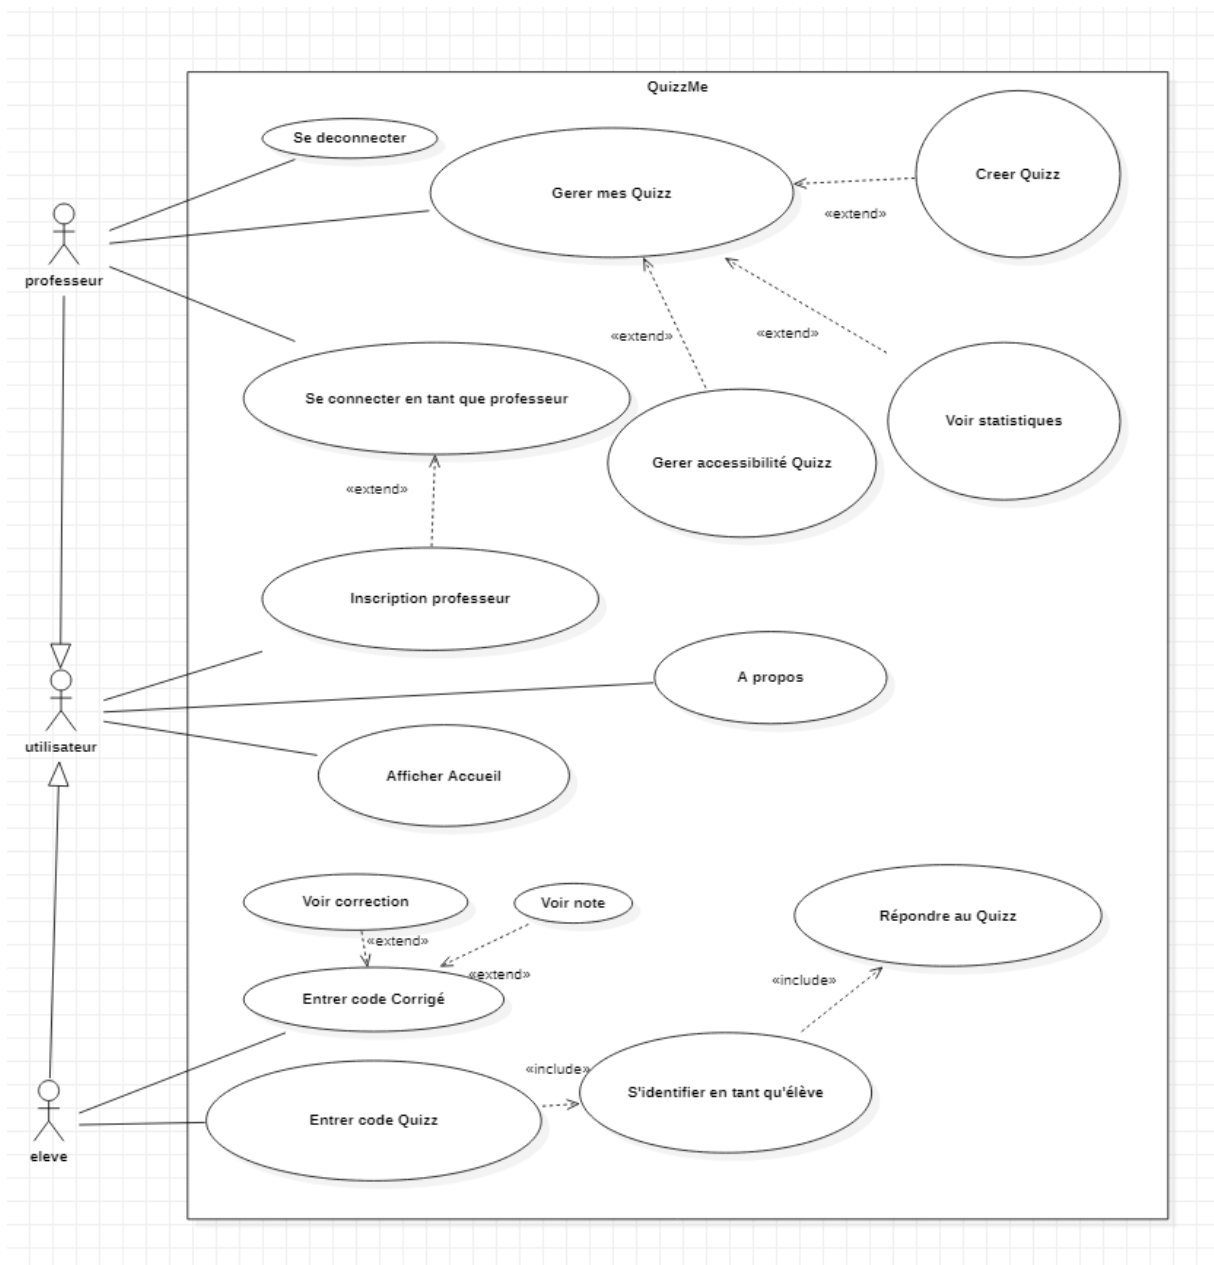 QuizzMe
Se deconnecter
Gerer mes Quizz
Creer Quizz
«extend»
professeur
«extend»
«extend»
Se connecter en tant que professeur
Voir statistiques
Gerer accessibilité Quizz
«extend»
Inscription professeur
A propos
utilisateur
Afficher Accueil
Voir correction
Voir note
Répondre au Quizz
«extend»
«extend»
«include»
Entrer code Corrigé
«include»
S'identifier en tant qu'élève
Entrer code Quizz
eleve